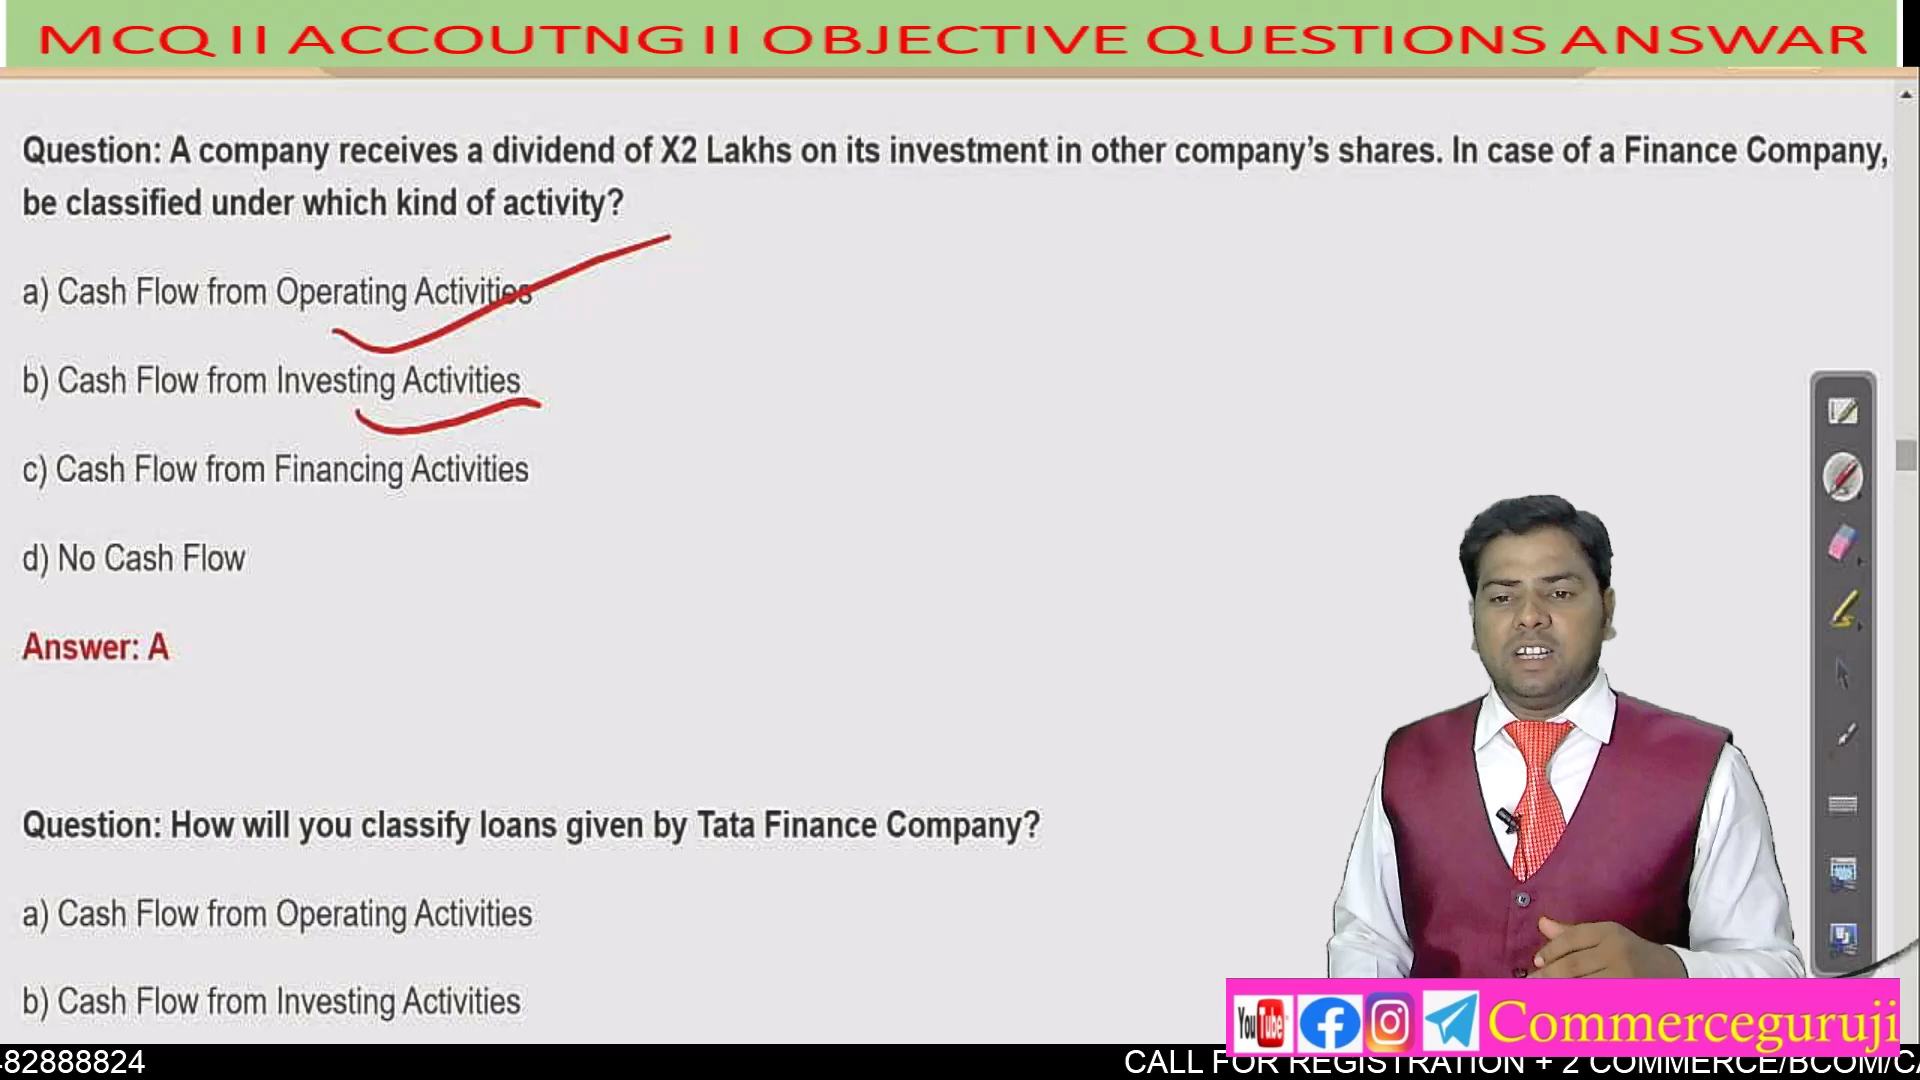 MCQ II ACCOUTNG II OBJECTIVE QUESTIONS ANSWAR
Question: A company receives a dividend of X2 Lakhs on its investment in other company’s shares. In case of a Finance Company,
be classified under which kind of activity?
a) Cash Flow from Operating Activities
b) Cash Flow from Investing Activities
c) Cash Flow from Financing Activities
d) No Cash Flow
Answer: A
Question: How will you classify loans given by Tata Finance Company?
a) Cash Flow from Operating Activities
b) Cash Flow from Investing Activities
YouTube Commerceguruji
82888824 CALL FOR REGISTRATION + 2 COMMERCE/BCOM/